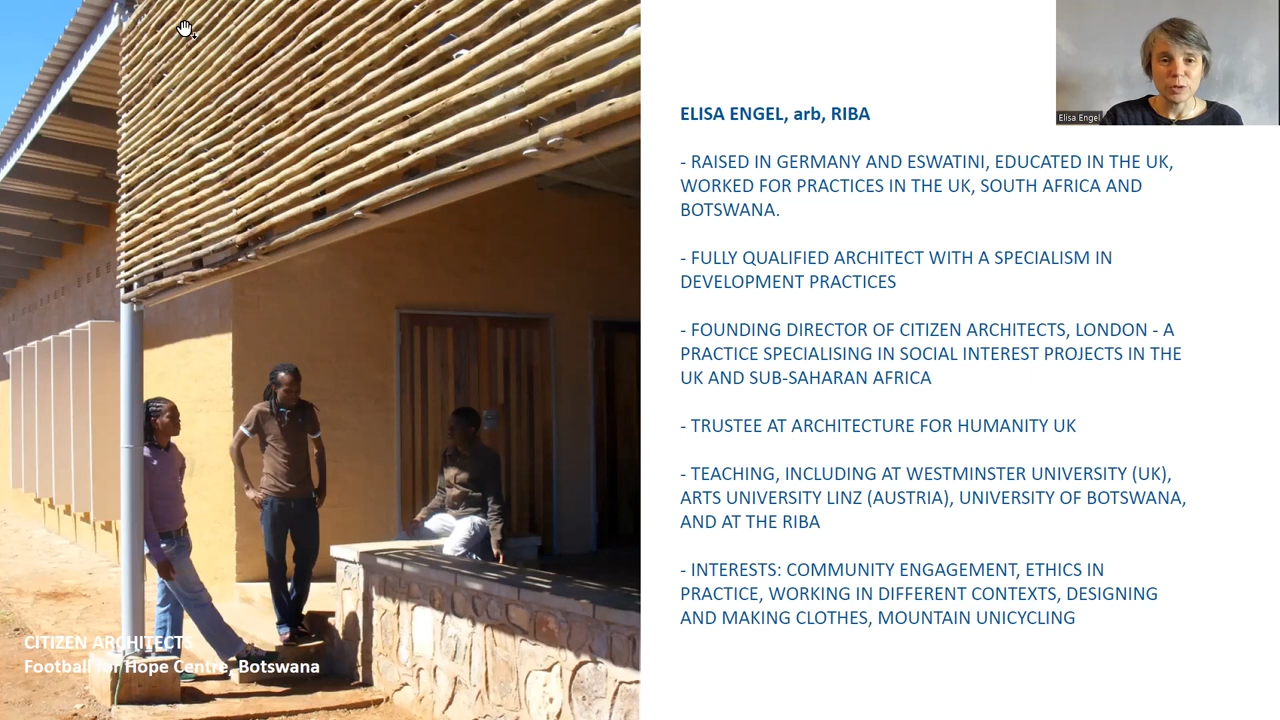 ELISA ENGEL, arb, RIBA
- RAISED IN GERMANY AND ESWATINI, EDUCATED IN THE UK,
WORKED FOR PRACTICES IN THE UK, SOUTH AFRICA AND
BOTSWANA.
- FULLY QUALIFIED ARCHITECT WITH A SPECIALISM IN
DEVELOPMENT PRACTICES
- FOUNDING DIRECTOR OF CITIZEN ARCHITECTS, LONDON - A
PRACTICE SPECIALISING IN SOCIAL INTEREST PROJECTS IN THE
UK AND SUB-SAHARAN AFRICA
- TRUSTEE AT ARCHITECTURE FOR HUMANITY UK
- TEACHING, INCLUDING AT WESTMINSTER UNIVERSITY (UK),
ARTS UNIVERSITY LINZ (AUSTRIA), UNIVERSITY OF BOTSWANA,
AND AT THE RIBA
- INTERESTS: COMMUNITY ENGAGEMENT, ETHICS IN
PRACTICE, WORKING IN DIFFERENT CONTEXTS, DESIGNING
AND MAKING CLOTHES, MOUNTAIN UNICYCLING
CITIZEN ARCHITECTS
Football for Hope Centre, Botswana
Elisa Engel